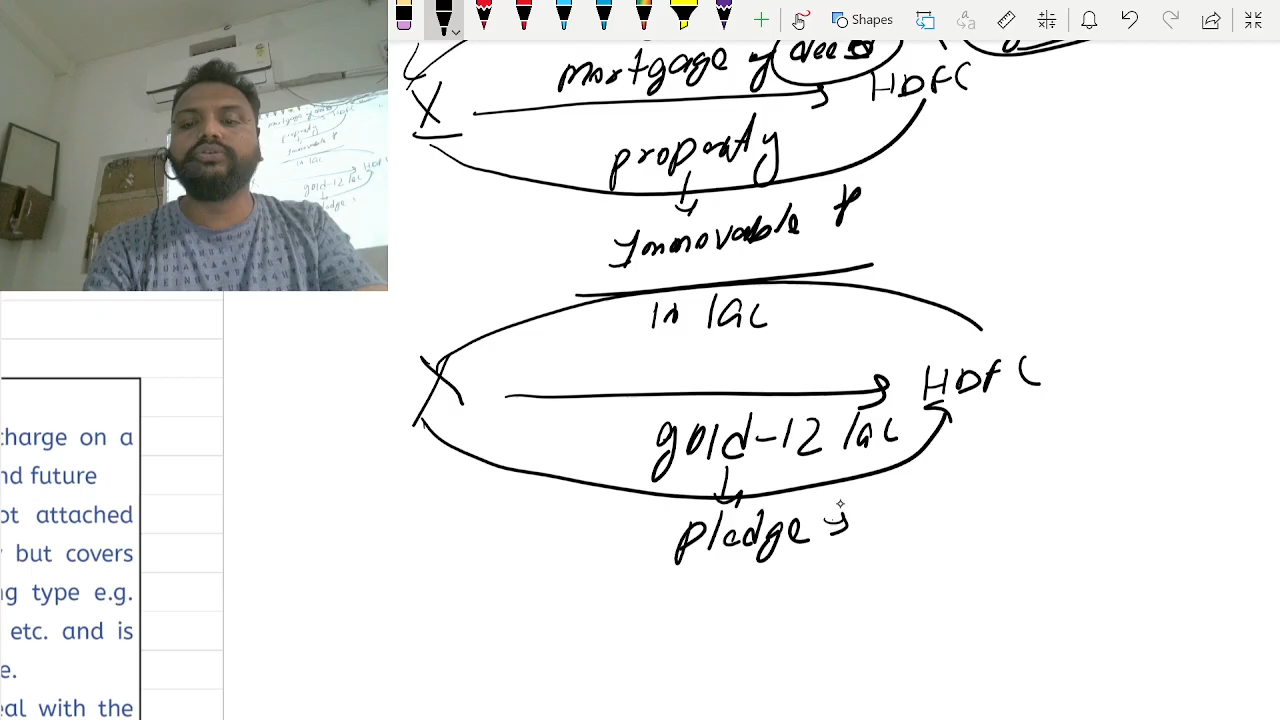 Shapes
mortgage of deed
X HDFC
property
Immovable P
in lac
X HDFC
gold-12 lac
pledge
charge on a
nd future
ot attached
but covers
ng type e.g.
etc. and is
e.
eal with the